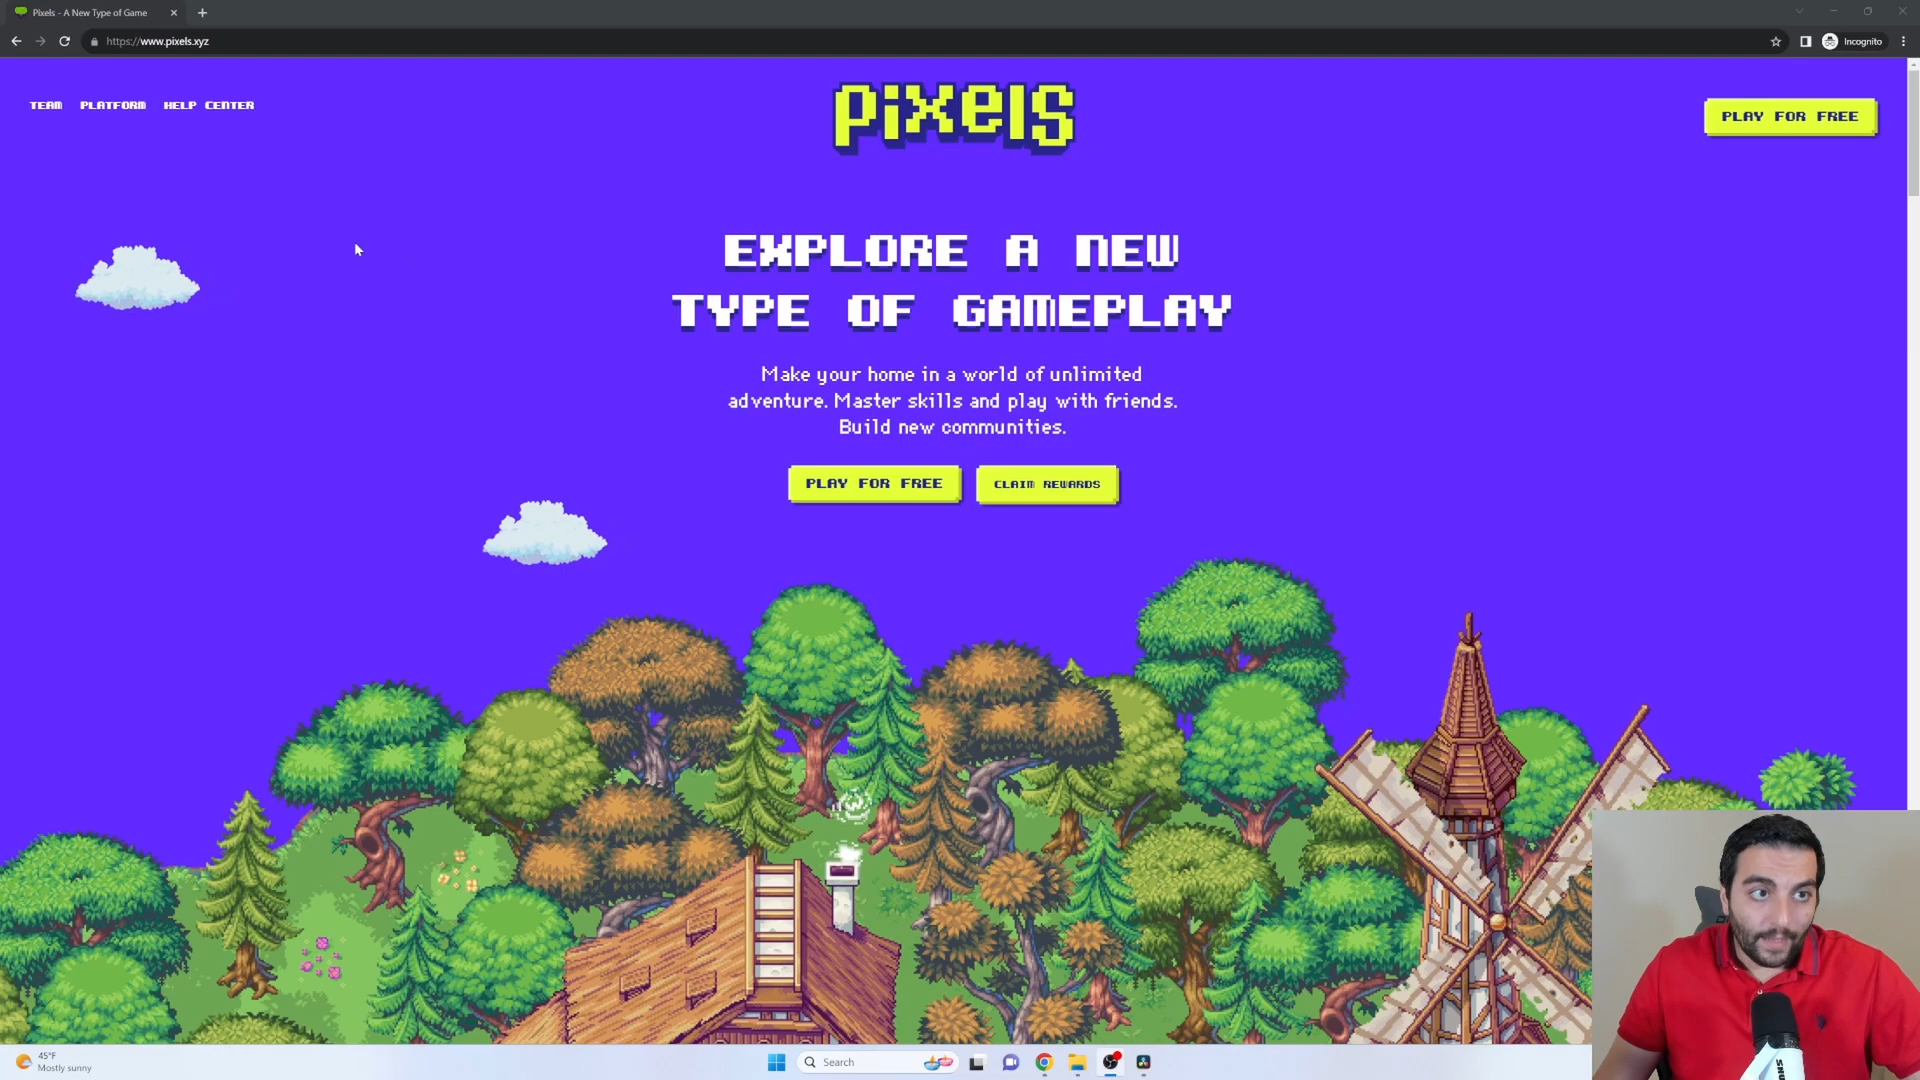 Pixels - A New Type of Game
https://www.pixels.xyz
Incognito
TEAM PLATFORM HELP CENTER
pixels
PLAY FOR FREE
EXPLORE A NEW
TYPE OF GAMEPLAY
Make your home in a world of unlimited
adventure. Master skills and play with friends.
Build new communities.
PLAY FOR FREE
CLAIM REWARDS
45°F
Mostly sunny
Search